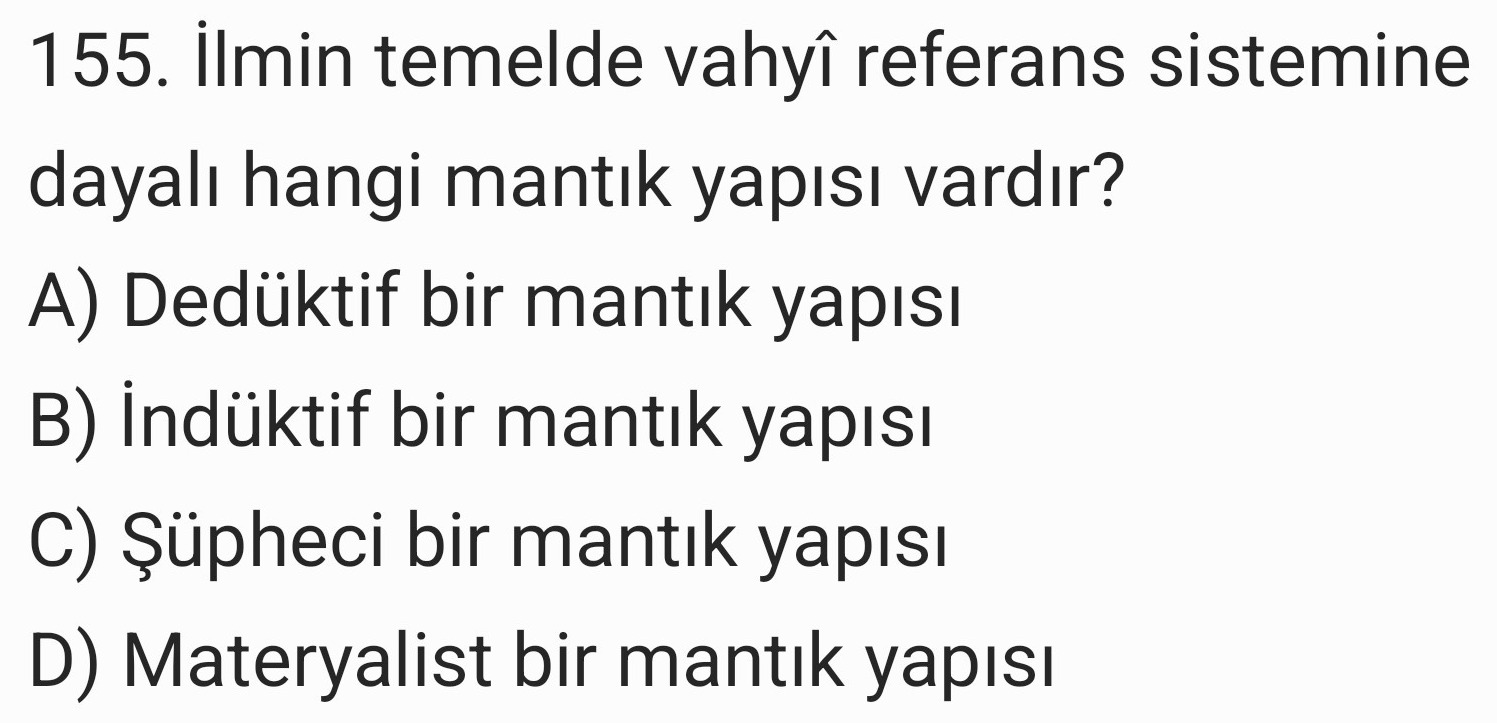 155. İlmin temelde vahyî referans sistemine
dayalı hangi mantık yapısı vardır?
A) Dedüktif bir mantık yapısı
B) İndüktif bir mantık yapısı
C) Şüpheci bir mantık yapısı
D) Materyalist bir mantık yapısı